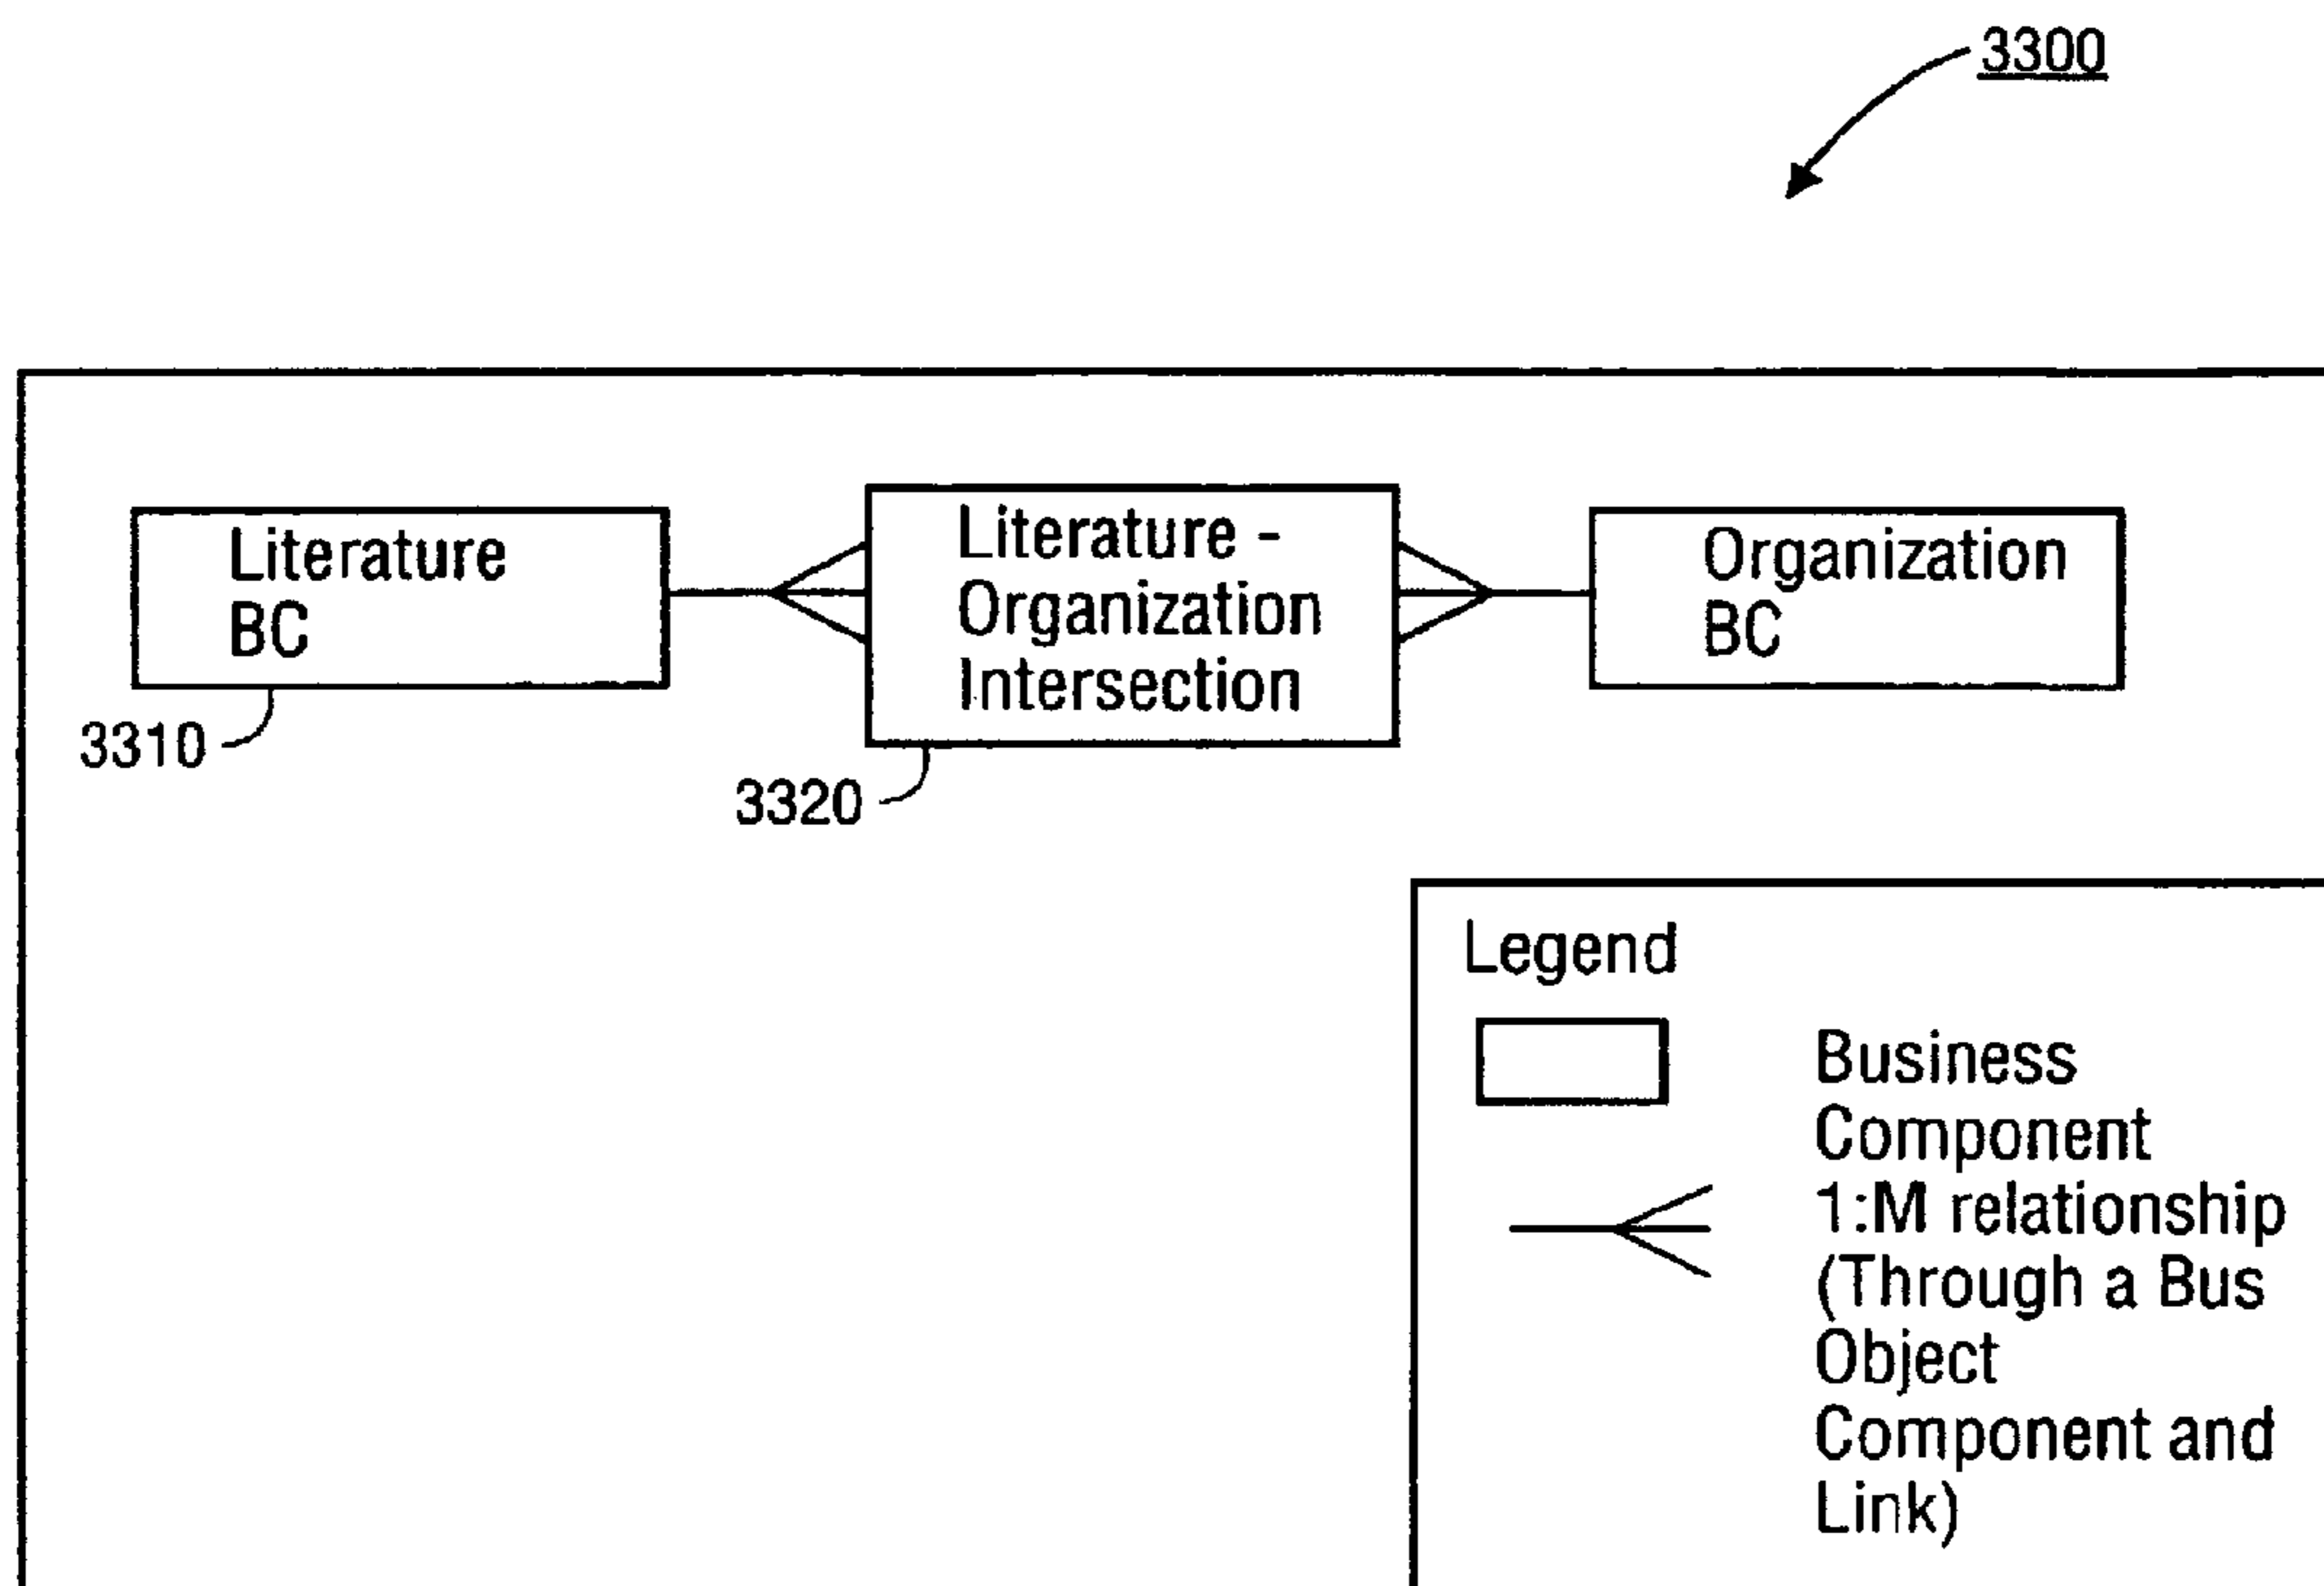 3300
Literature
BC
3310
Literature -
Organization
Intersection
3320
Organization
BC
Legend
Business
Component
1:M relationship
(Through a Bus
Object
Component and
Link)